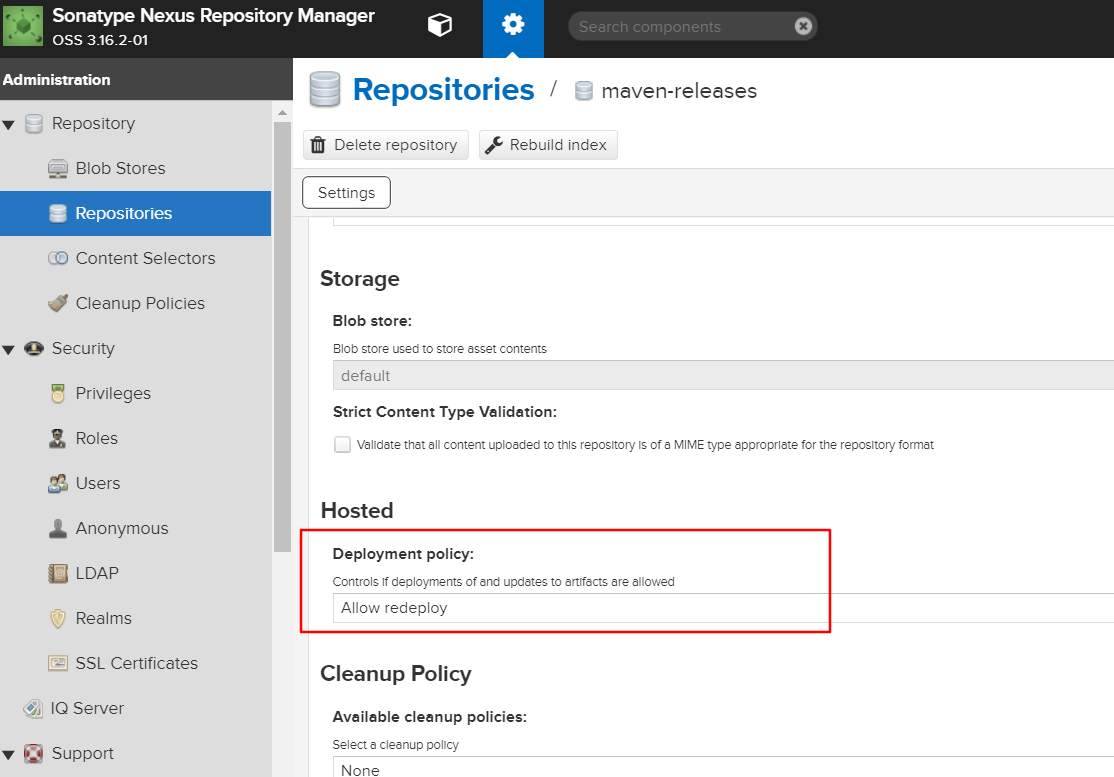 Sonatype Nexus Repository Manager
OSS 3.16.2-01
Search components
Administration
Repository
Blob Stores
Repositories
Content Selectors
Cleanup Policies
Security
Privileges
Roles
Users
Anonymous
LDAP
Realms
SSL Certificates
IQ Server
Support
Repositories / maven-releases
Delete repository
Rebuild index
Settings
Storage
Blob store:
Blob store used to store asset contents
default
Strict Content Type Validation:
Validate that all content uploaded to this repository is of a MIME type appropriate for the repository format
Hosted
Deployment policy:
Controls if deployments of and updates to artifacts are allowed
Allow redeploy
Cleanup Policy
Available cleanup policies:
Select a cleanup policy
None